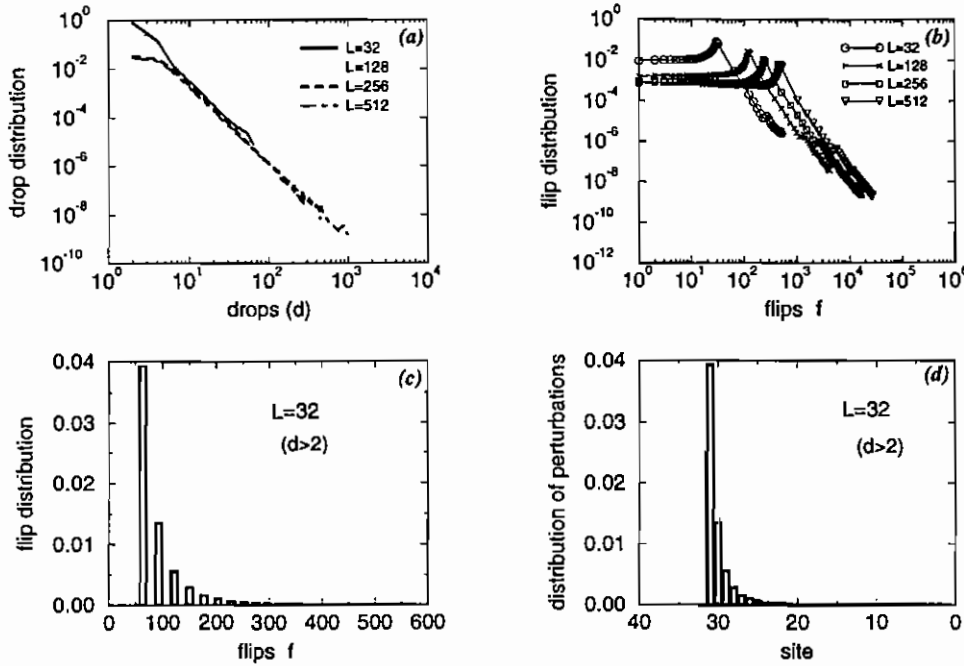 (a)
drop distribution
10^0
10^-2
10^-4
10^-6
10^-8
10^-10
L=32
L=128
L=256
L=512
10^0 10^1 10^2 10^3 10^4
drops (d)
(b)
flip distribution
10^0
10^-2
10^-4
10^-6
10^-8
10^-10
10^-12
L=32
L=128
L=256
L=512
10^0 10^1 10^2 10^3 10^4 10^5 10^6
flips f
(c)
flip distribution
0.04
0.03
0.02
0.01
0.00
L=32
(d>2)
0 100 200 300 400 500 600
flips f
(d)
distribution of perturbations
0.04
0.03
0.02
0.01
0.00
L=32
(d>2)
40 30 20 10 0
site